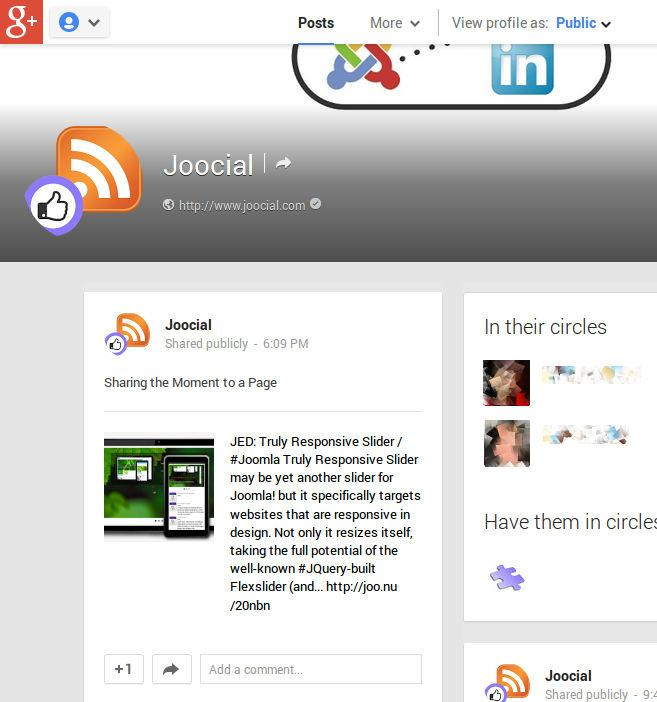 g+
Posts
More
View profile as: Public
in
Joocial
http://www.joocial.com
Joocial
Shared publicly - 6:09 PM
Sharing the Moment to a Page
JED: Truly Responsive Slider /
#Joomla Truly Responsive Slider
may be yet another slider for
Joomla! but it specifically targets
websites that are responsive in
design. Not only it resizes itself,
taking the full potential of the
well-known #JQuery-built
Flexslider (and... http://joo.nu
/20nbn
+1
Add a comment...
In their circles
Have them in circles
Joocial
Shared publicly - 9:4